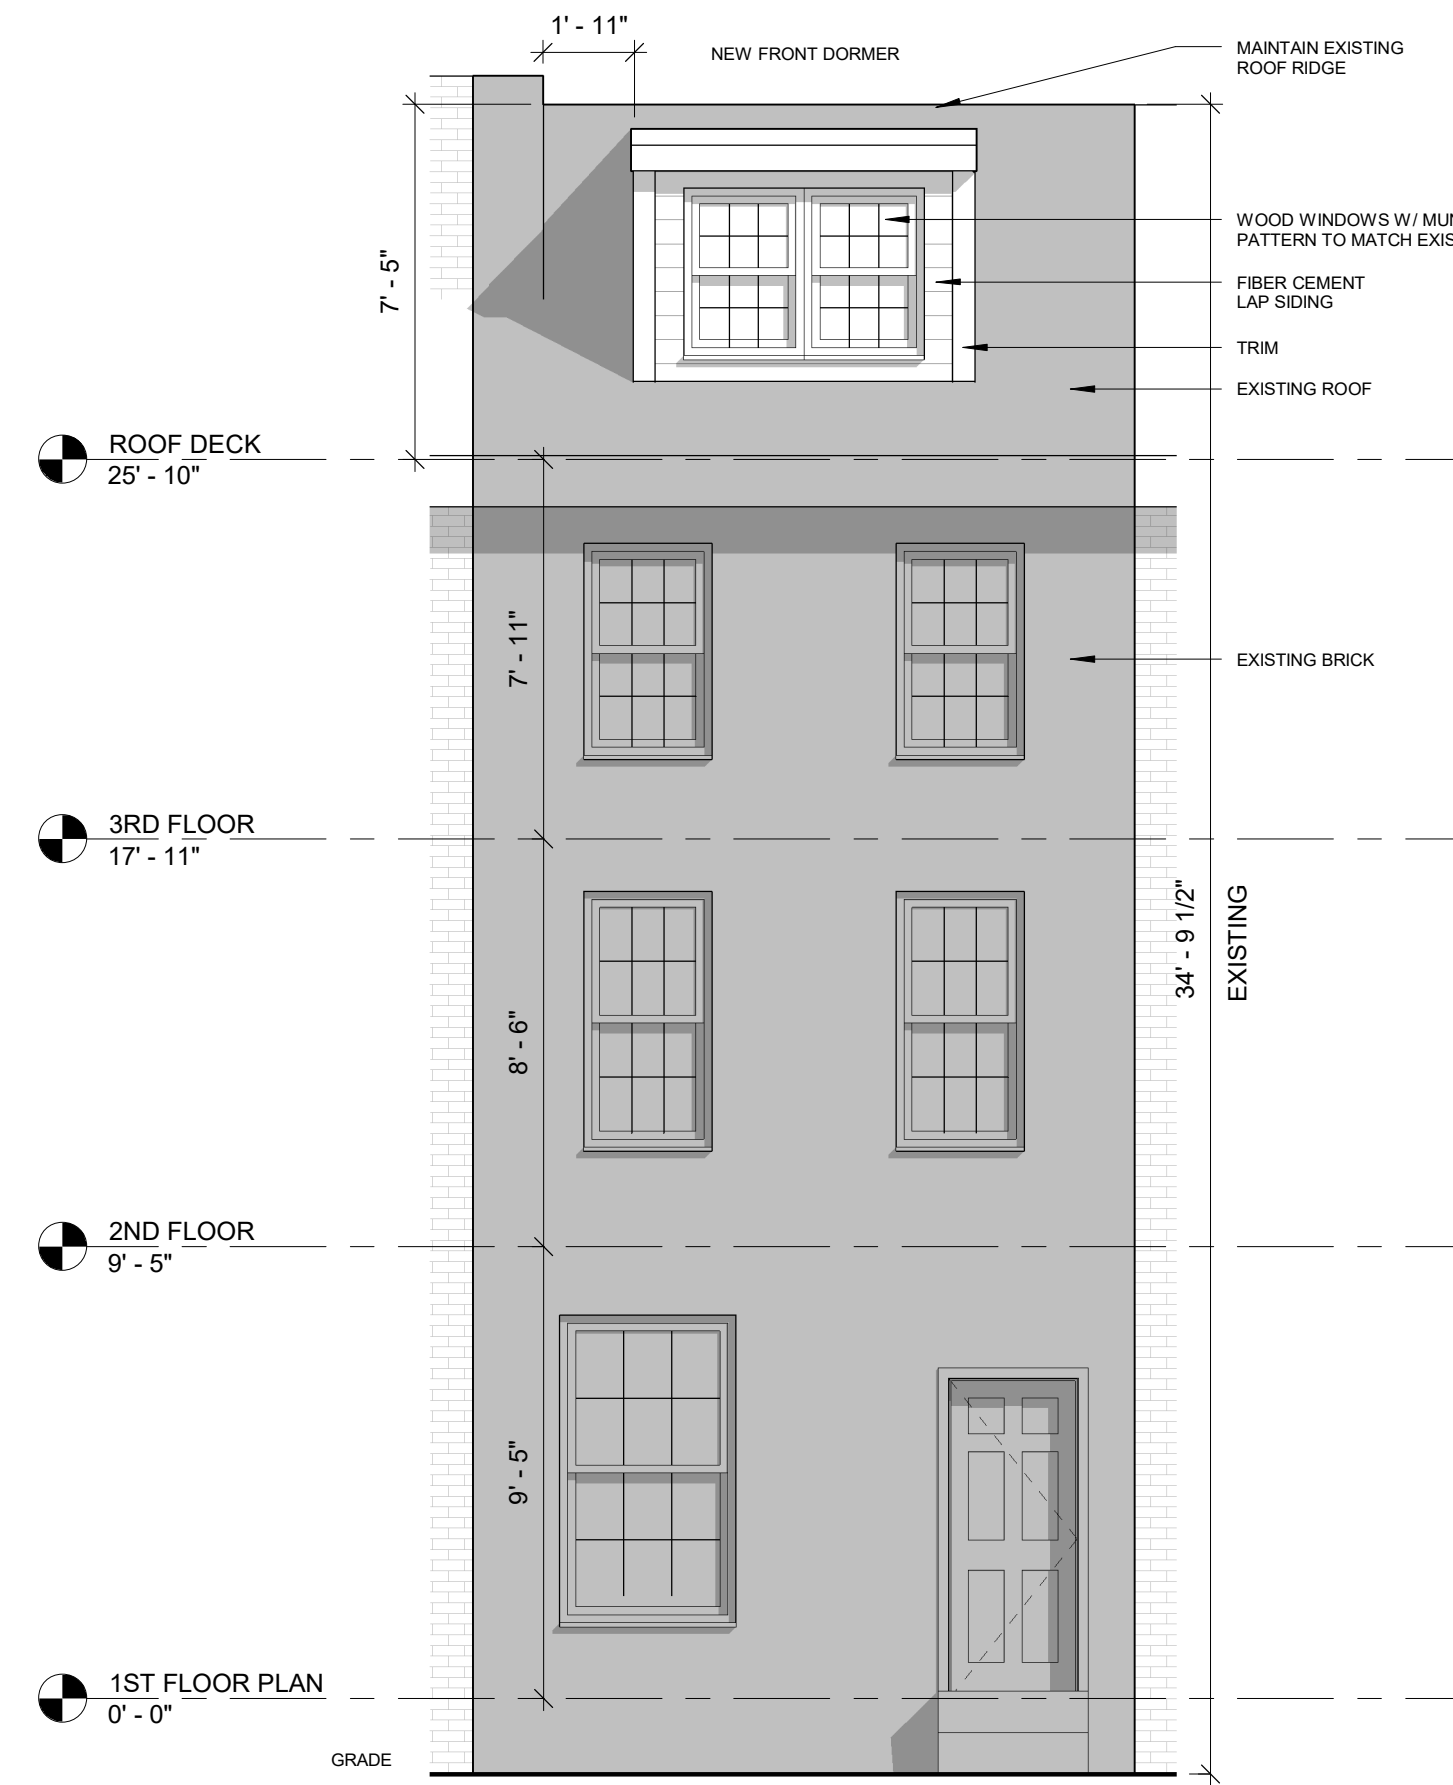 1' - 11"
NEW FRONT DORMER
MAINTAIN EXISTING
ROOF RIDGE
WOOD WINDOWS W/
PATTERN TO MATCH
7' - 5"
FIBER CEMENT
LAP SIDING
TRIM
EXISTING ROOF
ROOF DECK
25' - 10"
7' - 11"
EXISTING BRICK
3RD FLOOR
17' - 11"
34' - 9 1/2"
EXISTING
8' - 6"
2ND FLOOR
9' - 5"
9' - 5"
1ST FLOOR PLAN
0' - 0"
GRADE